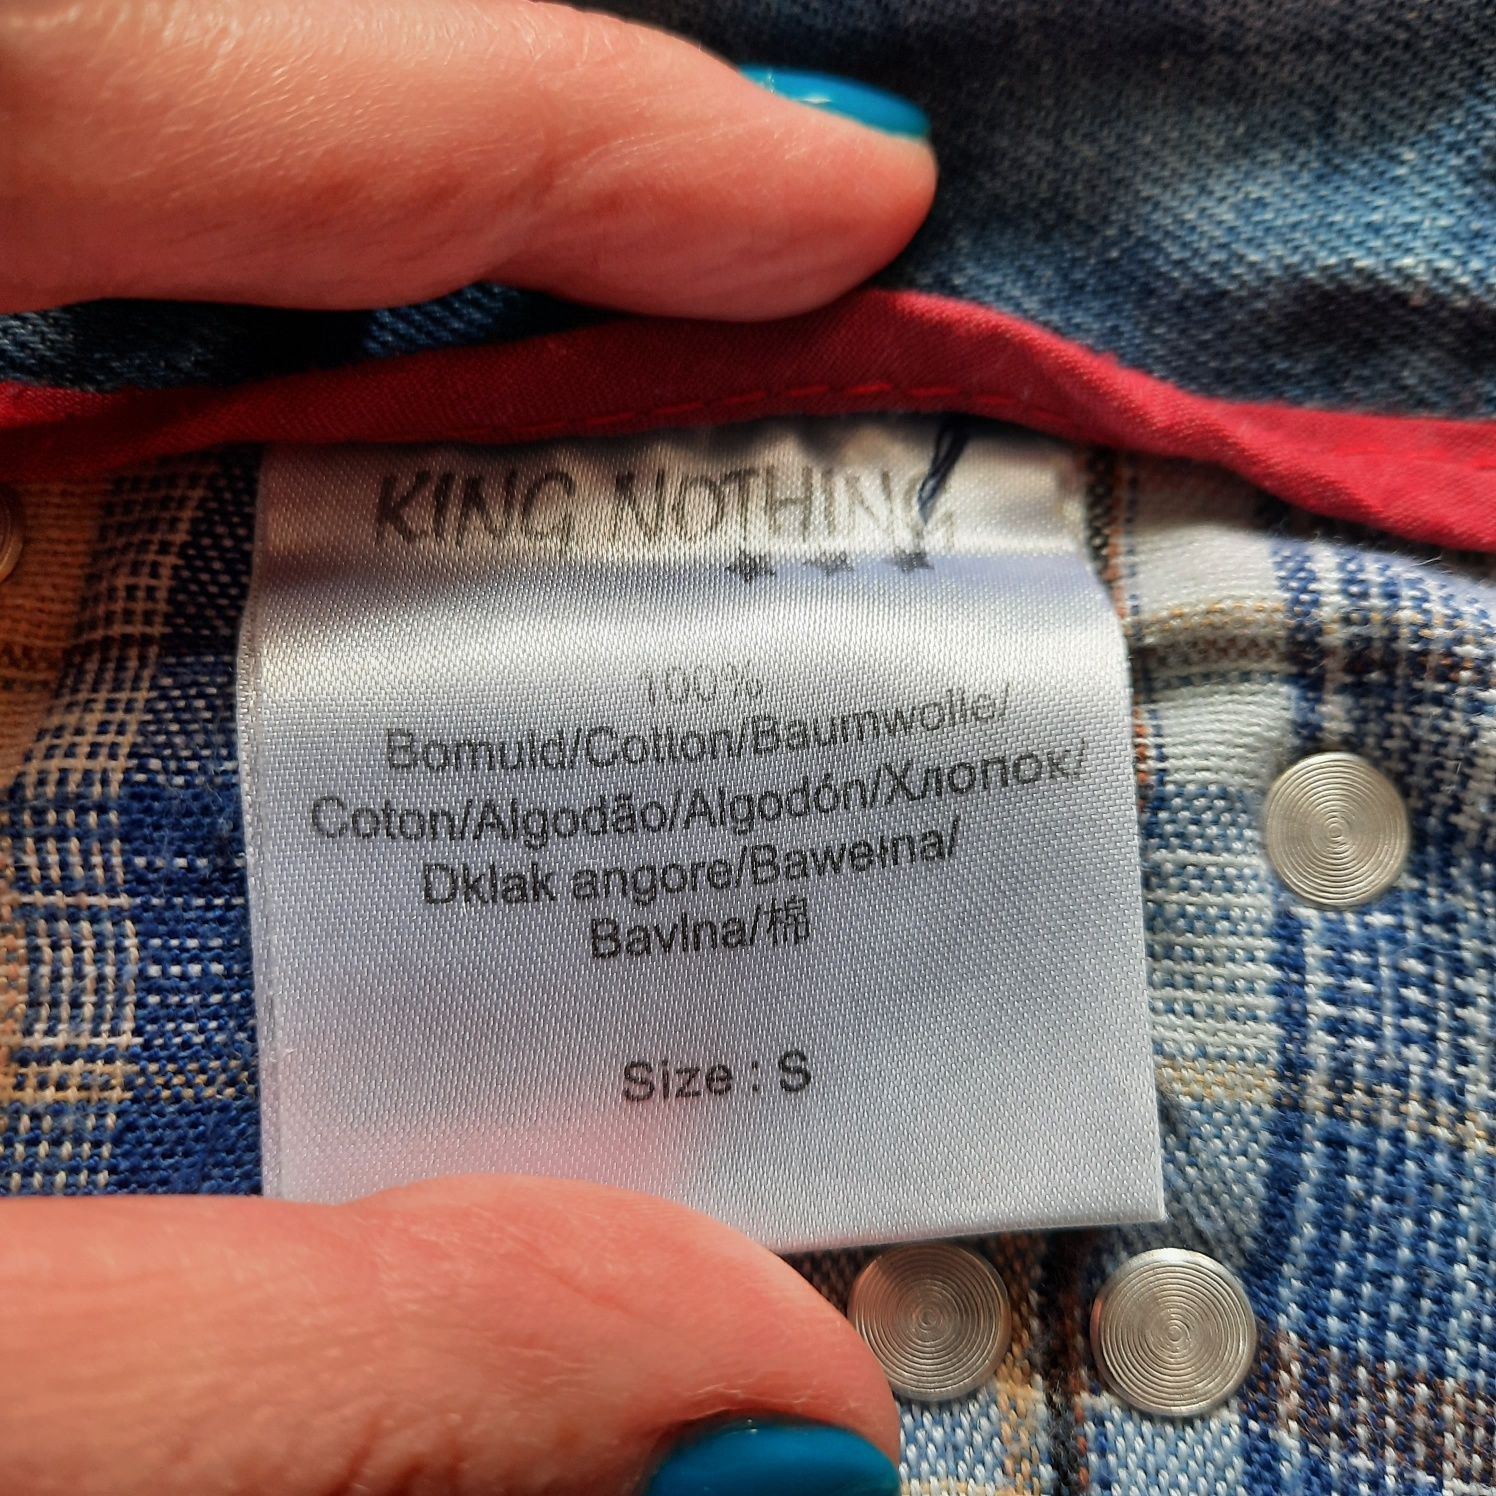 KING NOTHING
★ ★ ★
100%
Bomuld/Cotton/Baumwolle/
Coton/Algodão/Algodón/Хлопок/
Dklak angore/Bawełna/
Bavlna/棉
Size : S